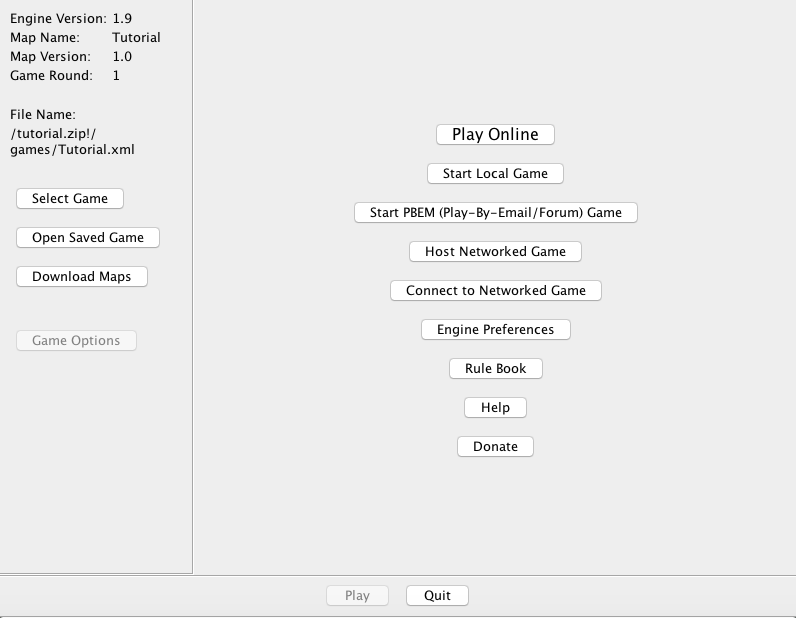 Engine Version: 1.9
Map Name: Tutorial
Map Version: 1.0
Game Round: 1
File Name:
/tutorial.zip!/
games/Tutorial.xml
Select Game
Open Saved Game
Download Maps
Game Options
Play Online
Start Local Game
Start PBEM (Play-By-Email/Forum) Game
Host Networked Game
Connect to Networked Game
Engine Preferences
Rule Book
Help
Donate
Play
Quit